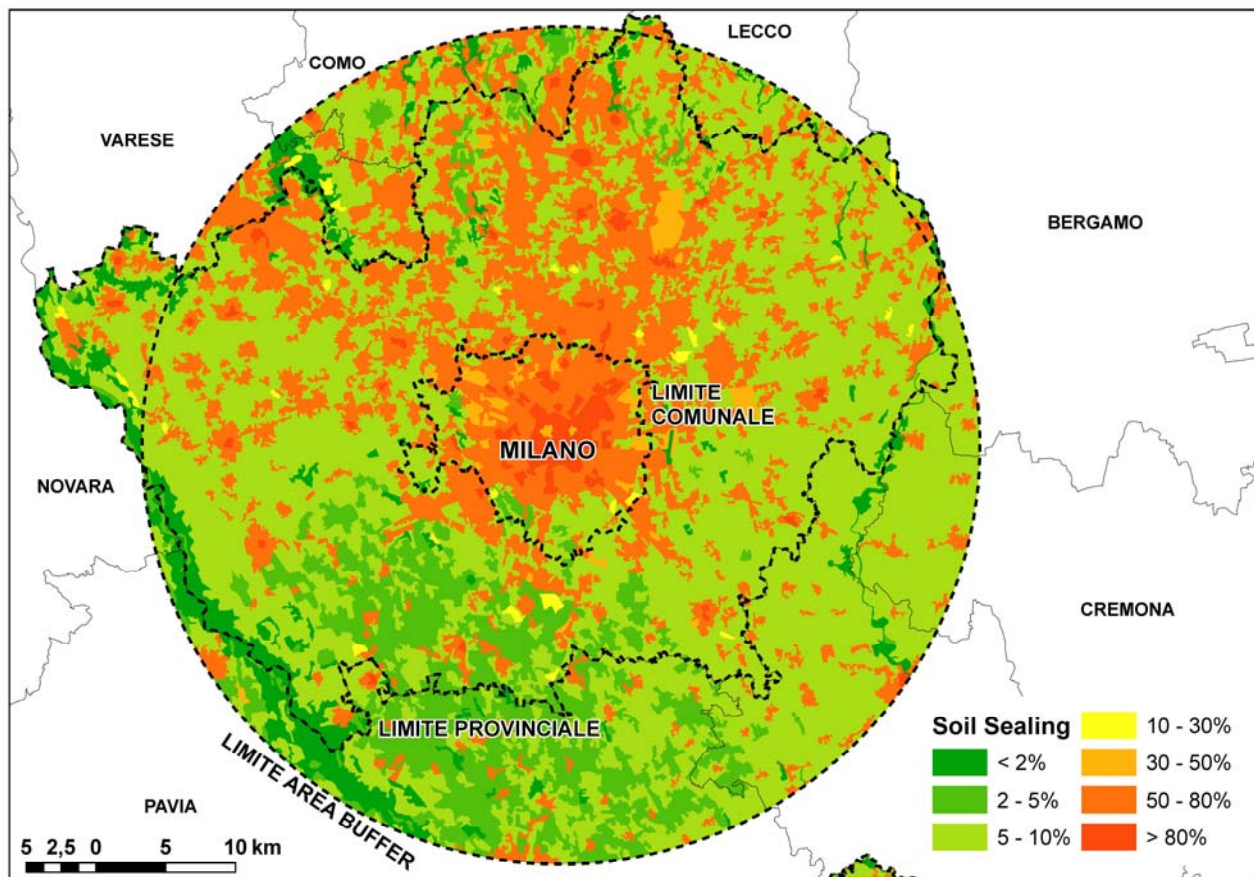 LECCO
COMO
VARESE
BERGAMO
LIMITE
COMUNALE
MILANO
NOVARA
CREMONA
LIMITE PROVINCIALE
LIMITE AREA BUFFER
PAVIA
5 2,5 0 5 10 km
Soil Sealing
< 2%
2 - 5%
5 - 10%
10 - 30%
30 - 50%
50 - 80%
> 80%